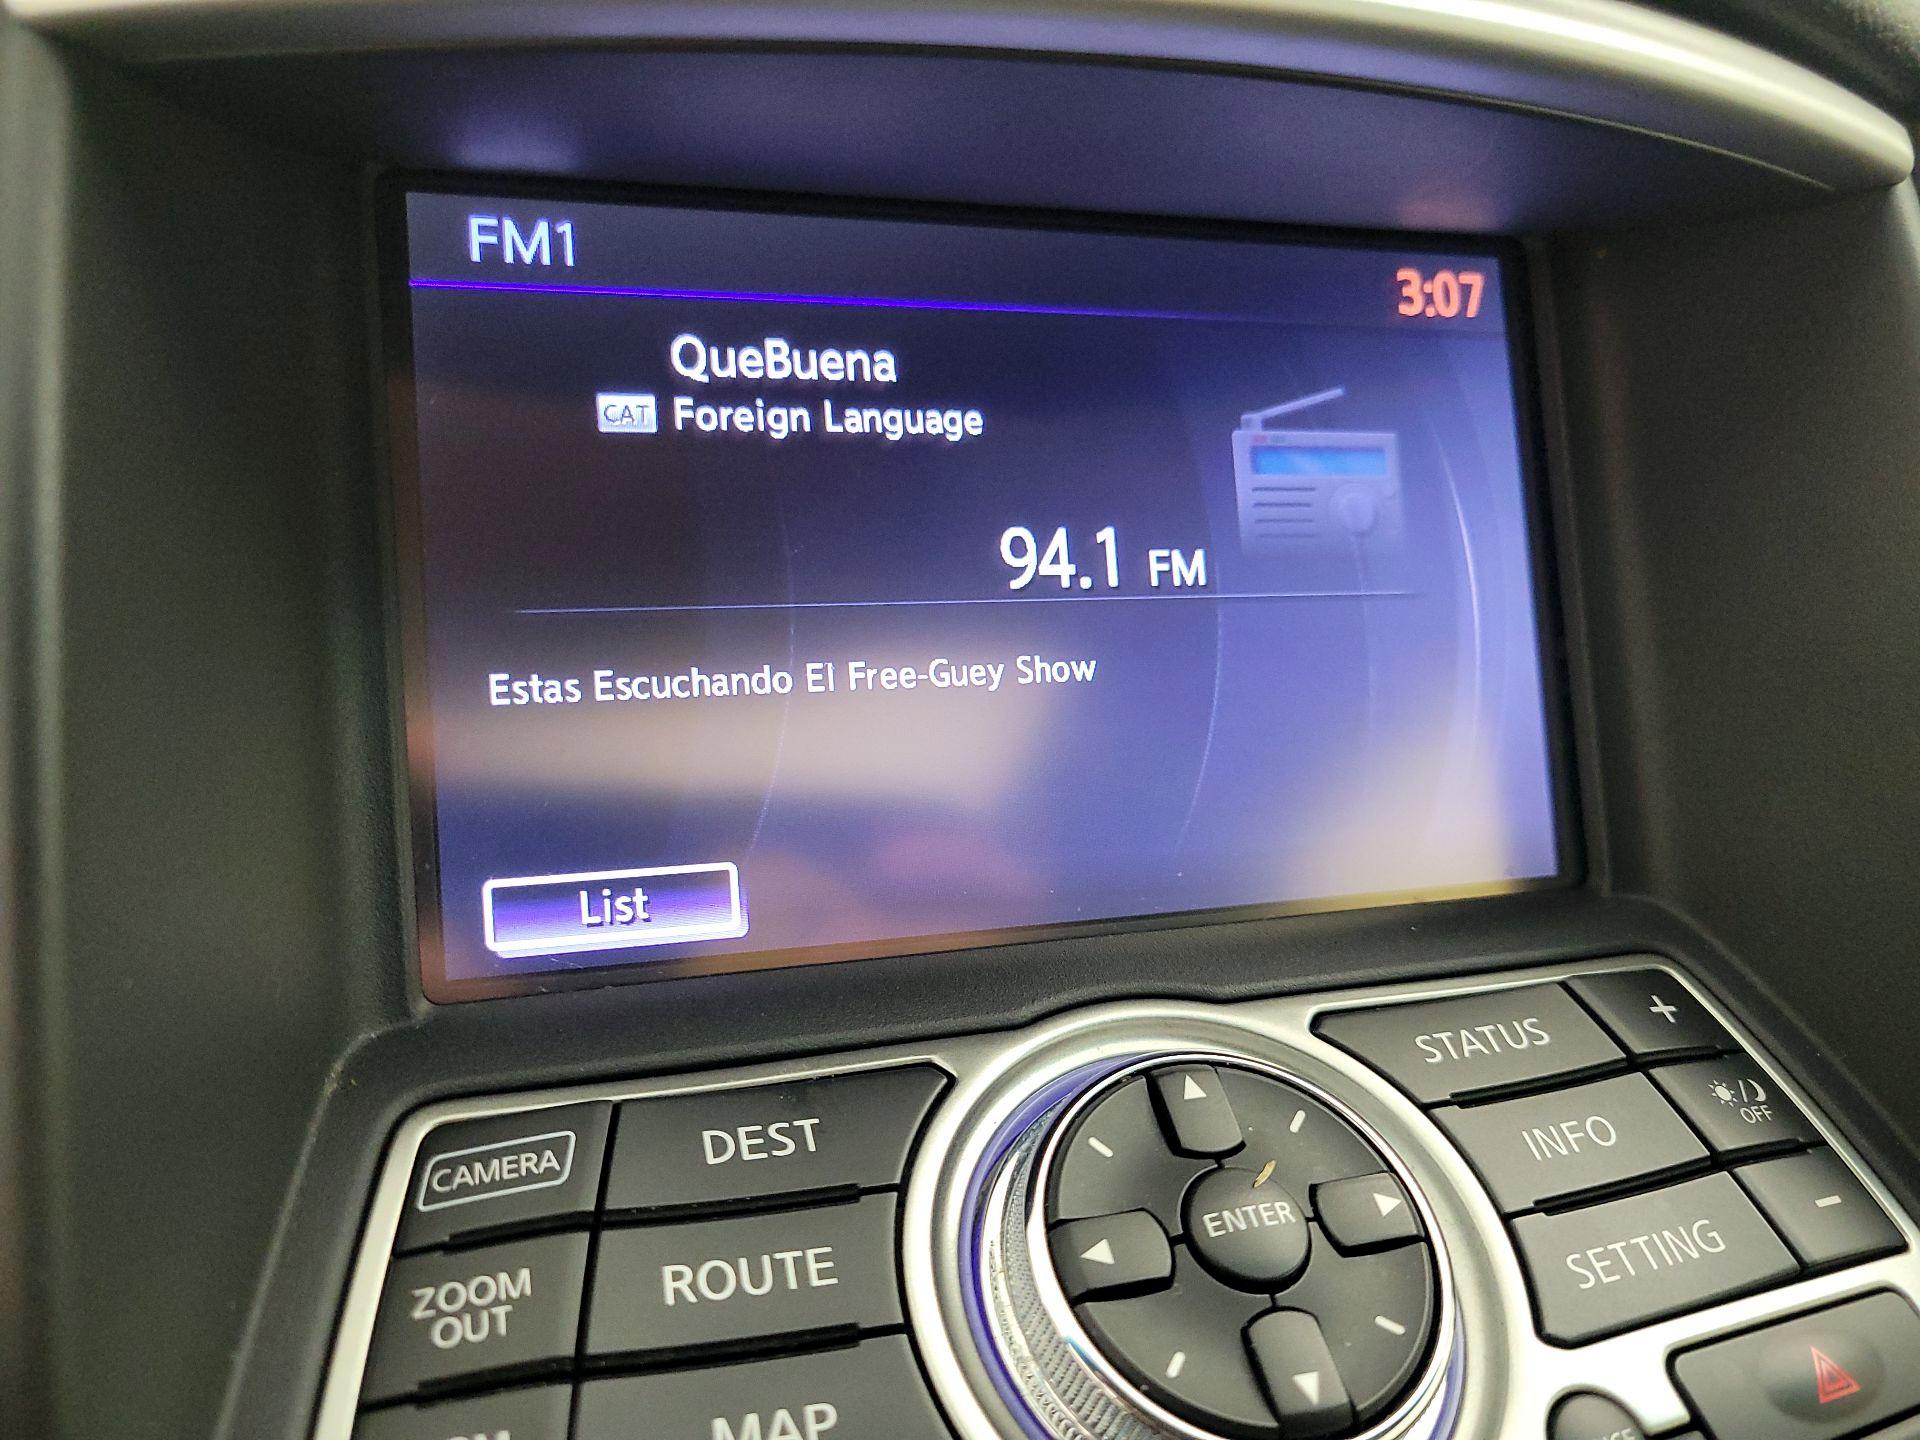 FM1
3:07
QueBuena
CAT Foreign Language
94.1 FM
Estas Escuchando El Free-Guey Show
List
STATUS
+
CAMERA
DEST
INFO
OFF
ENTER
ZOOM
OUT
ROUTE
SETTING
-
MAP